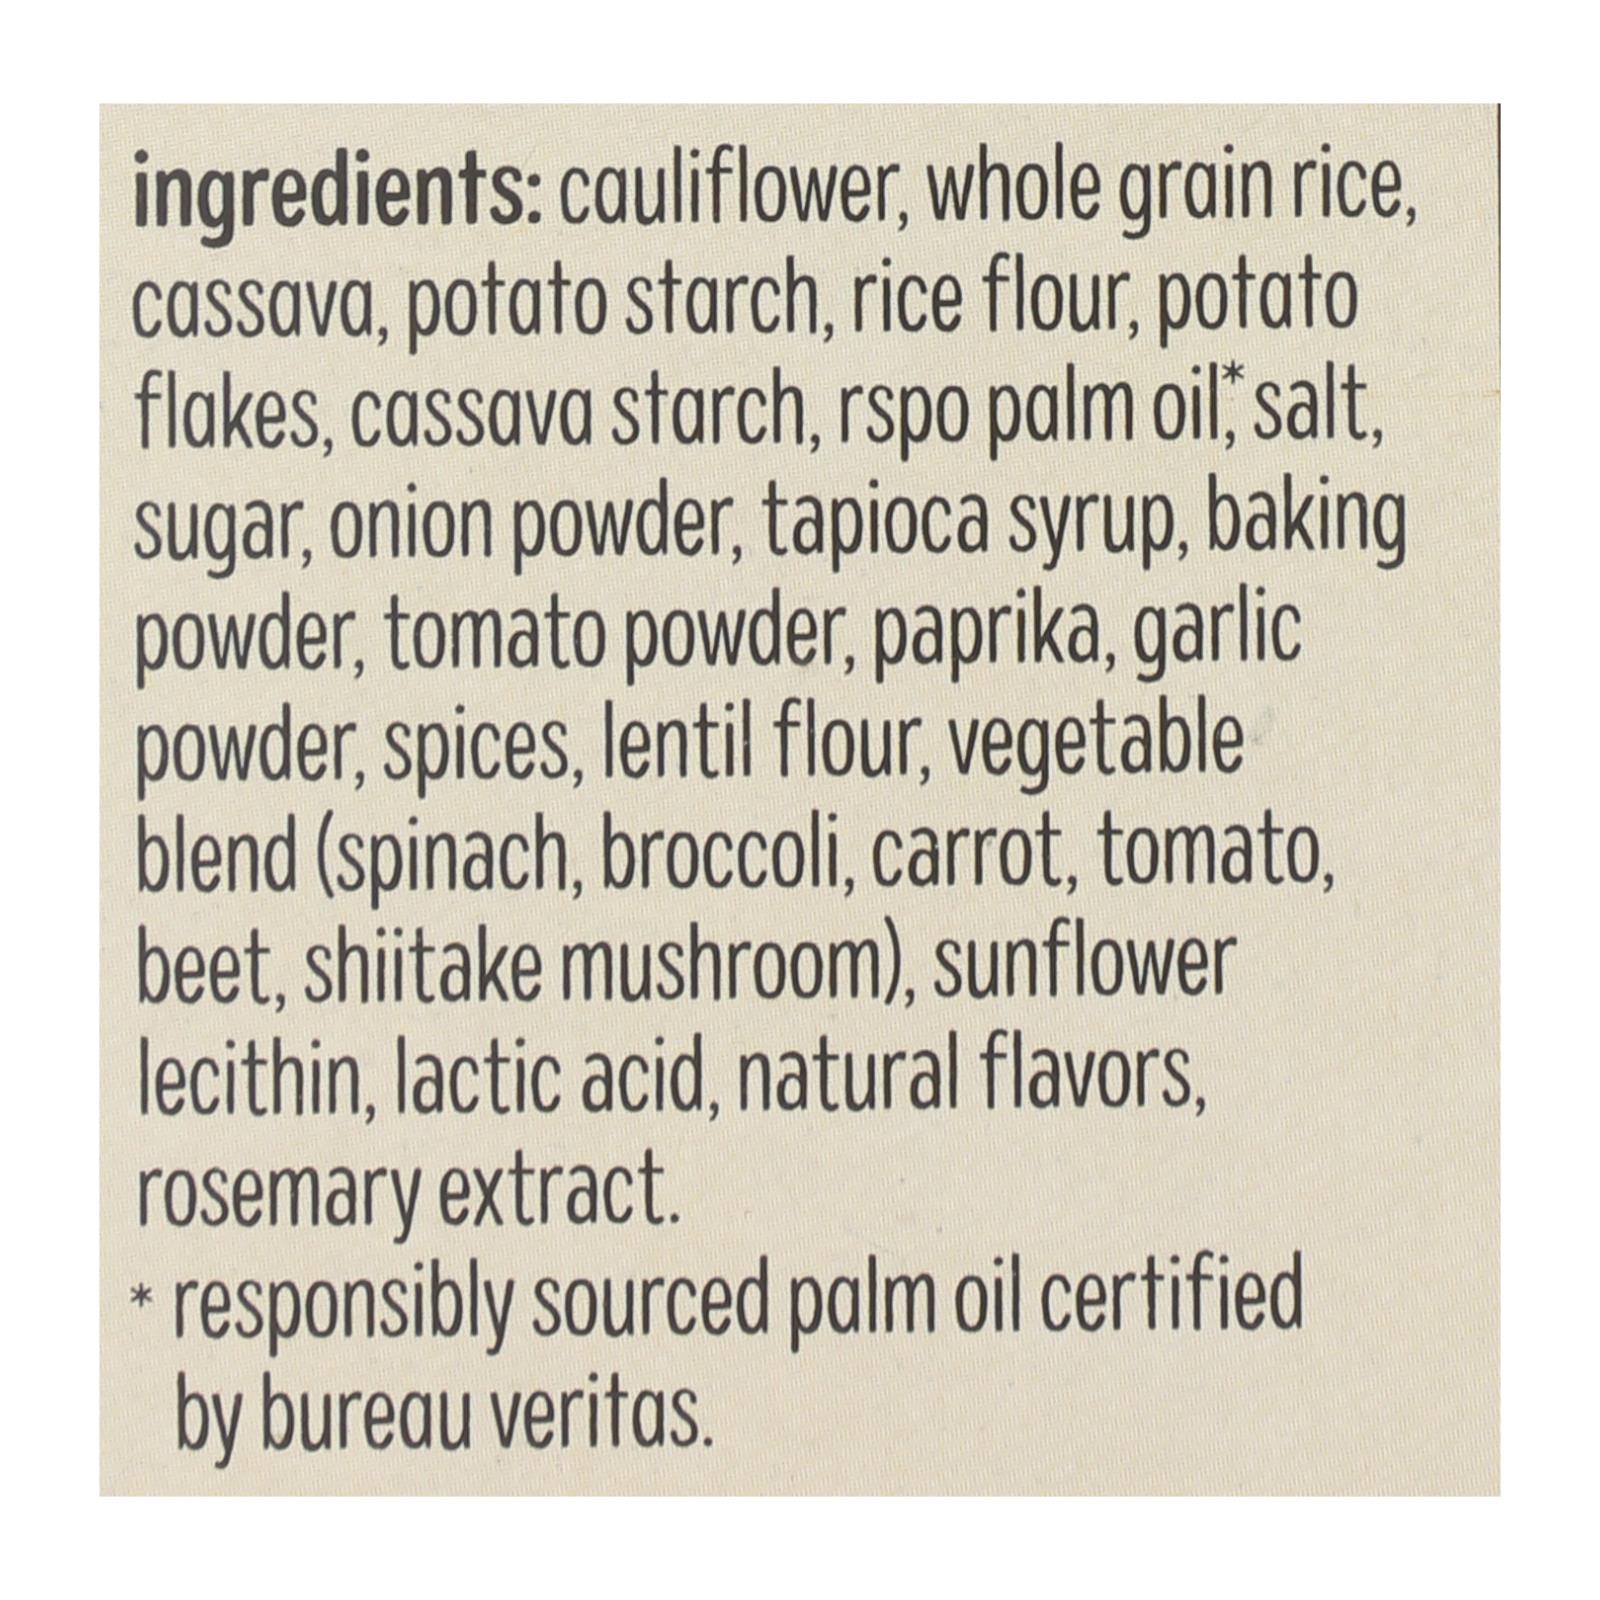 ingredients: cauliflower, whole grain rice,
cassava, potato starch, rice flour, potato
flakes, cassava starch, rspo palm oil,* salt,
sugar, onion powder, tapioca syrup, baking
powder, tomato powder, paprika, garlic
powder, spices, lentil flour, vegetable
blend (spinach, broccoli, carrot, tomato,
beet, shiitake mushroom), sunflower
lecithin, lactic acid, natural flavors,
rosemary extract.
* responsibly sourced palm oil certified
by bureau veritas.